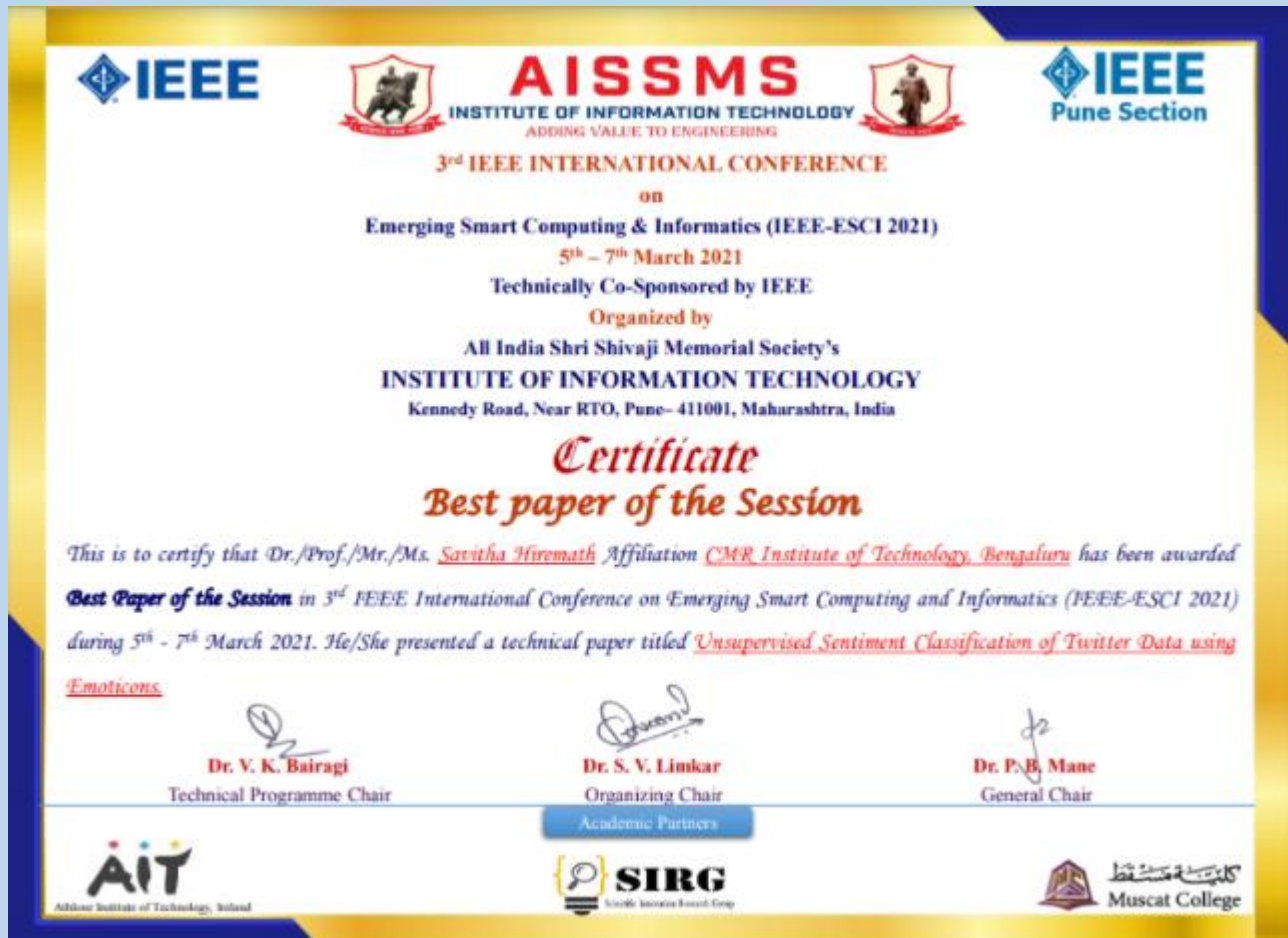 IEEE
AISSMS
INSTITUTE OF INFORMATION TECHNOLOGY
ADDING VALUE TO ENGINEERING
IEEE
Pune Section
3rd IEEE INTERNATIONAL CONFERENCE
on
Emerging Smart Computing & Informatics (IEEE-ESCI 2021)
5th – 7th March 2021
Technically Co-Sponsored by IEEE
Organized by
All India Shri Shivaji Memorial Society's
INSTITUTE OF INFORMATION TECHNOLOGY
Kennedy Road, Near RTO, Pune– 411001, Maharashtra, India
Certificate
Best paper of the Session
This is to certify that Dr./Prof./Mr./Ms. Savitha Hiremath Affiliation CMR Institute of Technology, Bengaluru has been awarded
Best Paper of the Session in 3rd IEEE International Conference on Emerging Smart Computing and Informatics (IEEE-ESCI 2021)
during 5th - 7th March 2021. He/She presented a technical paper titled Unsupervised Sentiment Classification of Twitter Data using
Emoticons.
Dr. V. K. Bairagi
Technical Programme Chair
Dr. S. V. Limkar
Organizing Chair
Dr. P. B. Mane
General Chair
Academic Partners
AIT
Athlone Institute of Technology, Ireland
SIRG
كلية مسقط
Muscat College